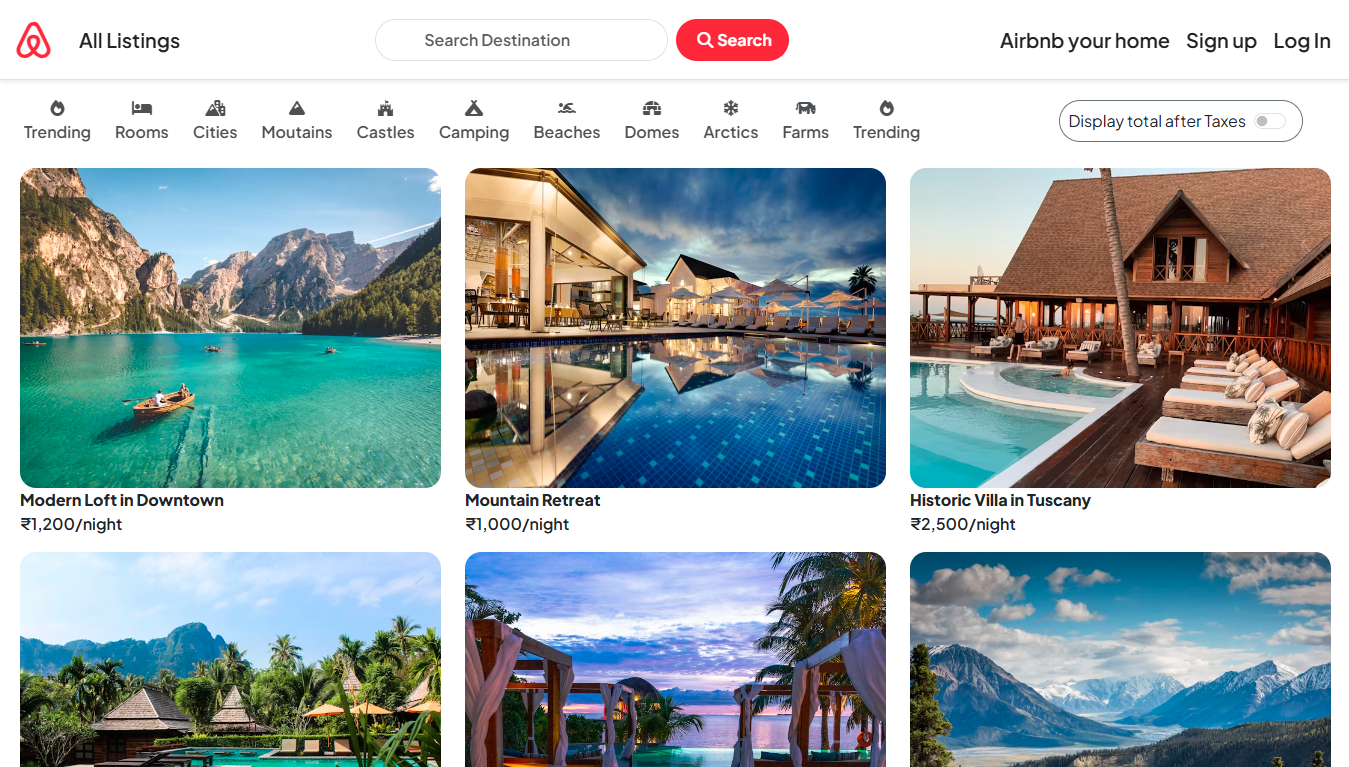 All Listings
Search Destination
Search
Airbnb your home
Sign up
Log In
Trending
Rooms
Cities
Moutains
Castles
Camping
Beaches
Domes
Arctics
Farms
Trending
Display total after Taxes
Modern Loft in Downtown
₹1,200/night
Mountain Retreat
₹1,000/night
Historic Villa in Tuscany
₹2,500/night